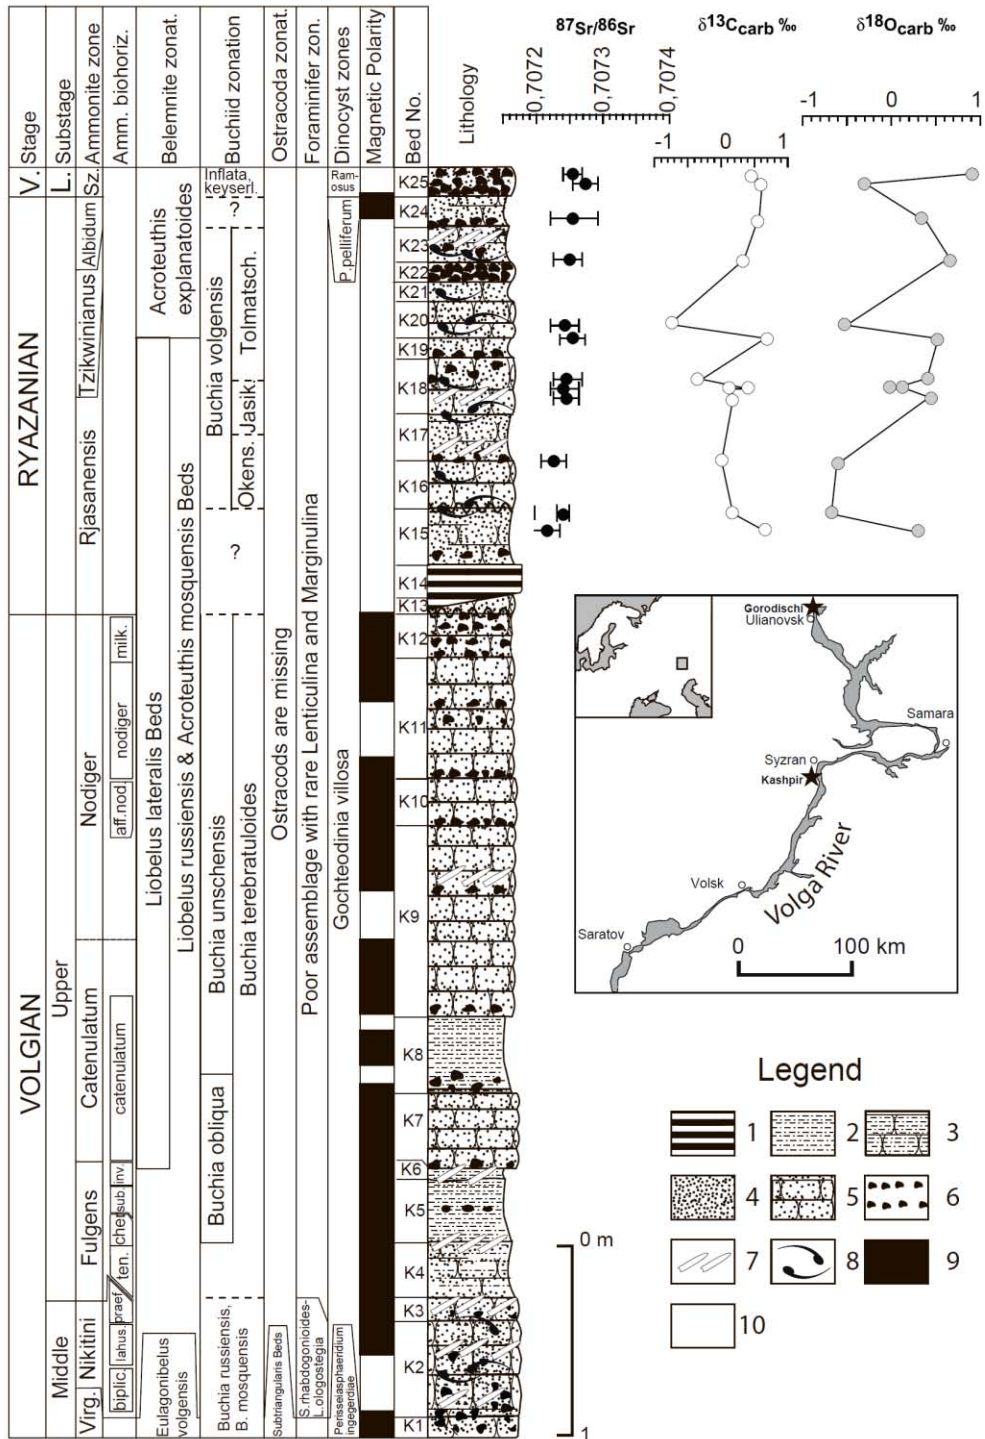 Stage
Substage
Ammonite zone
Amm. biohoriz.
Belemnite zonat.
Buchiid zonation
Ostracoda zonat.
Foraminifer zon.
Dinocyst zones
Magnetic Polarity
Bed No.
Lithology
87Sr/86Sr
0,7072
0,7073
0,7074
δ13Ccarb ‰
-1 0 1
δ18Ocarb ‰
-1 0 1
V.
RYAZANIAN
VOLGIAN
L.
Upper
Middle
Sz.
Albidum
Tzikwinianus
Rjasanensis
Nodiger
Catenulatum
Fulgens
Nikitini
Virg.
milk.
nodiger
aff.nod.
catenulatum
inv.
sub.
cher.
ten.
praef
lahus.
biplic.
Acroteuthis
explanatoides
Liobelus lateralis Beds
Liobelus russiensis & Acroteuthis mosquensis Beds
Eulagonibelus
volgensis
Inflata,
keyserl.
?
Buchia volgensis
Tolmatsch.
Jasik.
Okens.
?
Buchia unschensis
Buchia terebratuloides
Buchia obliqua
Buchia russiensis,
B. mosquensis
Ostracods are missing
Subtriangularis Beds
Poor assemblage with rare Lenticulina and Marginulina
S.rhabdogonioides-
L.ologostegia
Ram-
osus
P.pelliferum
Gochteodinia villosa
Perisseiasphaeridium
ingegerdiae
K25
K24
K23
K22
K21
K20
K19
K18
K17
K16
K15
K14
K13
K12
K11
K10
K9
K8
K7
K6
K5
K4
K3
K2
K1
Gorodischi
Ulianovsk
Samara
Syzran
Kashpir
Volsk
Volga River
Saratov
0 100 km
Legend
1 2 3
4 5 6
7 8 9
10
0 m
1